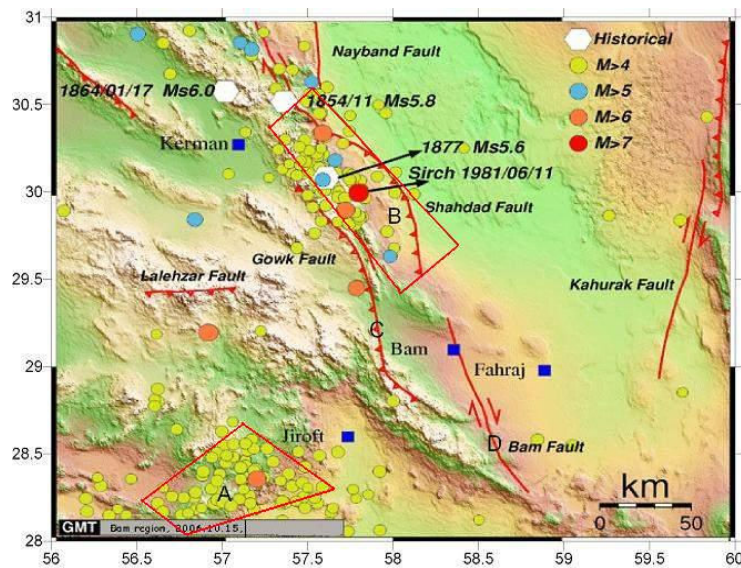 31
Nayband Fault
Historical
M>4
M>5
M>6
M>7
1864/01/17 Ms6.0
1854/11 Ms5.8
30.5
Kerman
1877 Ms5.6
Sirch 1981/06/11
30
B
Shahdad Fault
Gowk Fault
Lalehzar Fault
29.5
Kahurak Fault
C
Bam
29
Fahraj
Jiroft
28.5
D
Bam Fault
A
km
0 50
GMT Bam region, 2006.10.15,
28
56 56.5 57 57.5 58 58.5 59 59.5 60